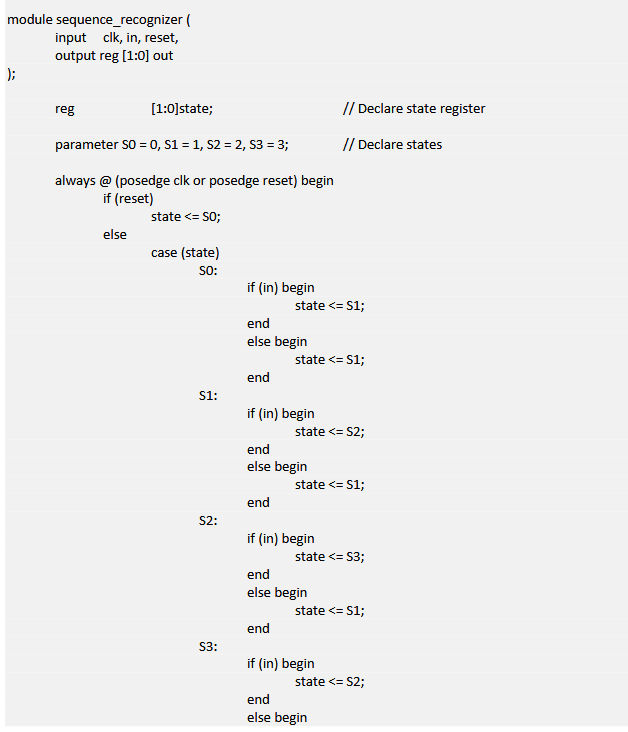 module sequence_recognizer (
input clk, in, reset,
output reg [1:0] out
);
reg [1:0]state; // Declare state register
parameter S0 = 0, S1 = 1, S2 = 2, S3 = 3; // Declare states
always @ (posedge clk or posedge reset) begin
if (reset)
state <= S0;
else
case (state)
S0:
if (in) begin
state <= S1;
end
else begin
state <= S1;
end
S1:
if (in) begin
state <= S2;
end
else begin
state <= S1;
end
S2:
if (in) begin
state <= S3;
end
else begin
state <= S1;
end
S3:
if (in) begin
state <= S2;
end
else begin